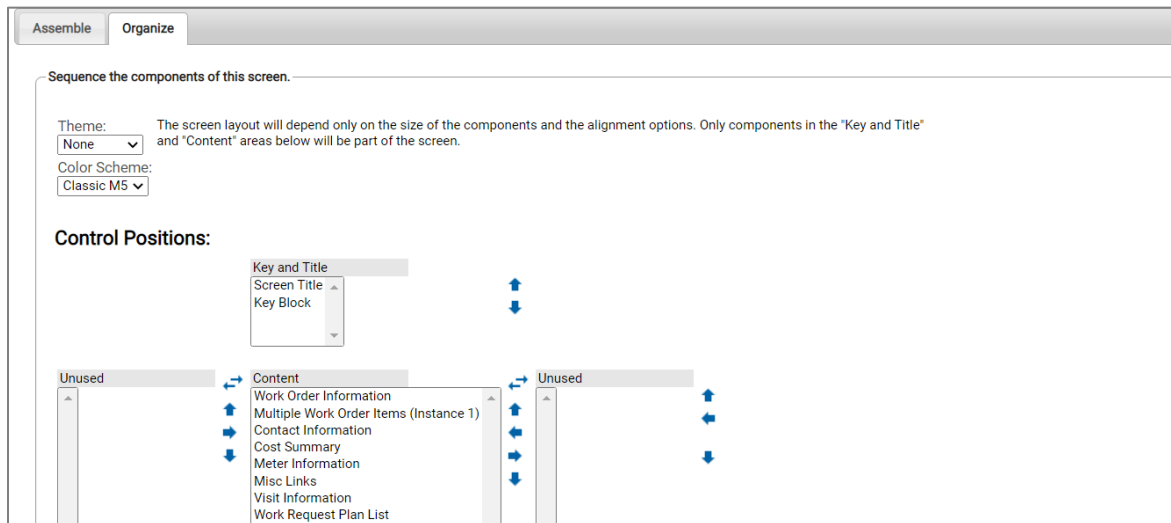 Assemble Organize
Sequence the components of this screen.
Theme: The screen layout will depend only on the size of the components and the alignment options. Only components in the "Key and Title"
None and "Content" areas below will be part of the screen.
Color Scheme:
Classic M5
Control Positions:
Key and Title
Screen Title
Key Block
Unused Content Unused
Work Order Information
Multiple Work Order Items (Instance 1)
Contact Information
Cost Summary
Meter Information
Misc Links
Visit Information
Work Request Plan List